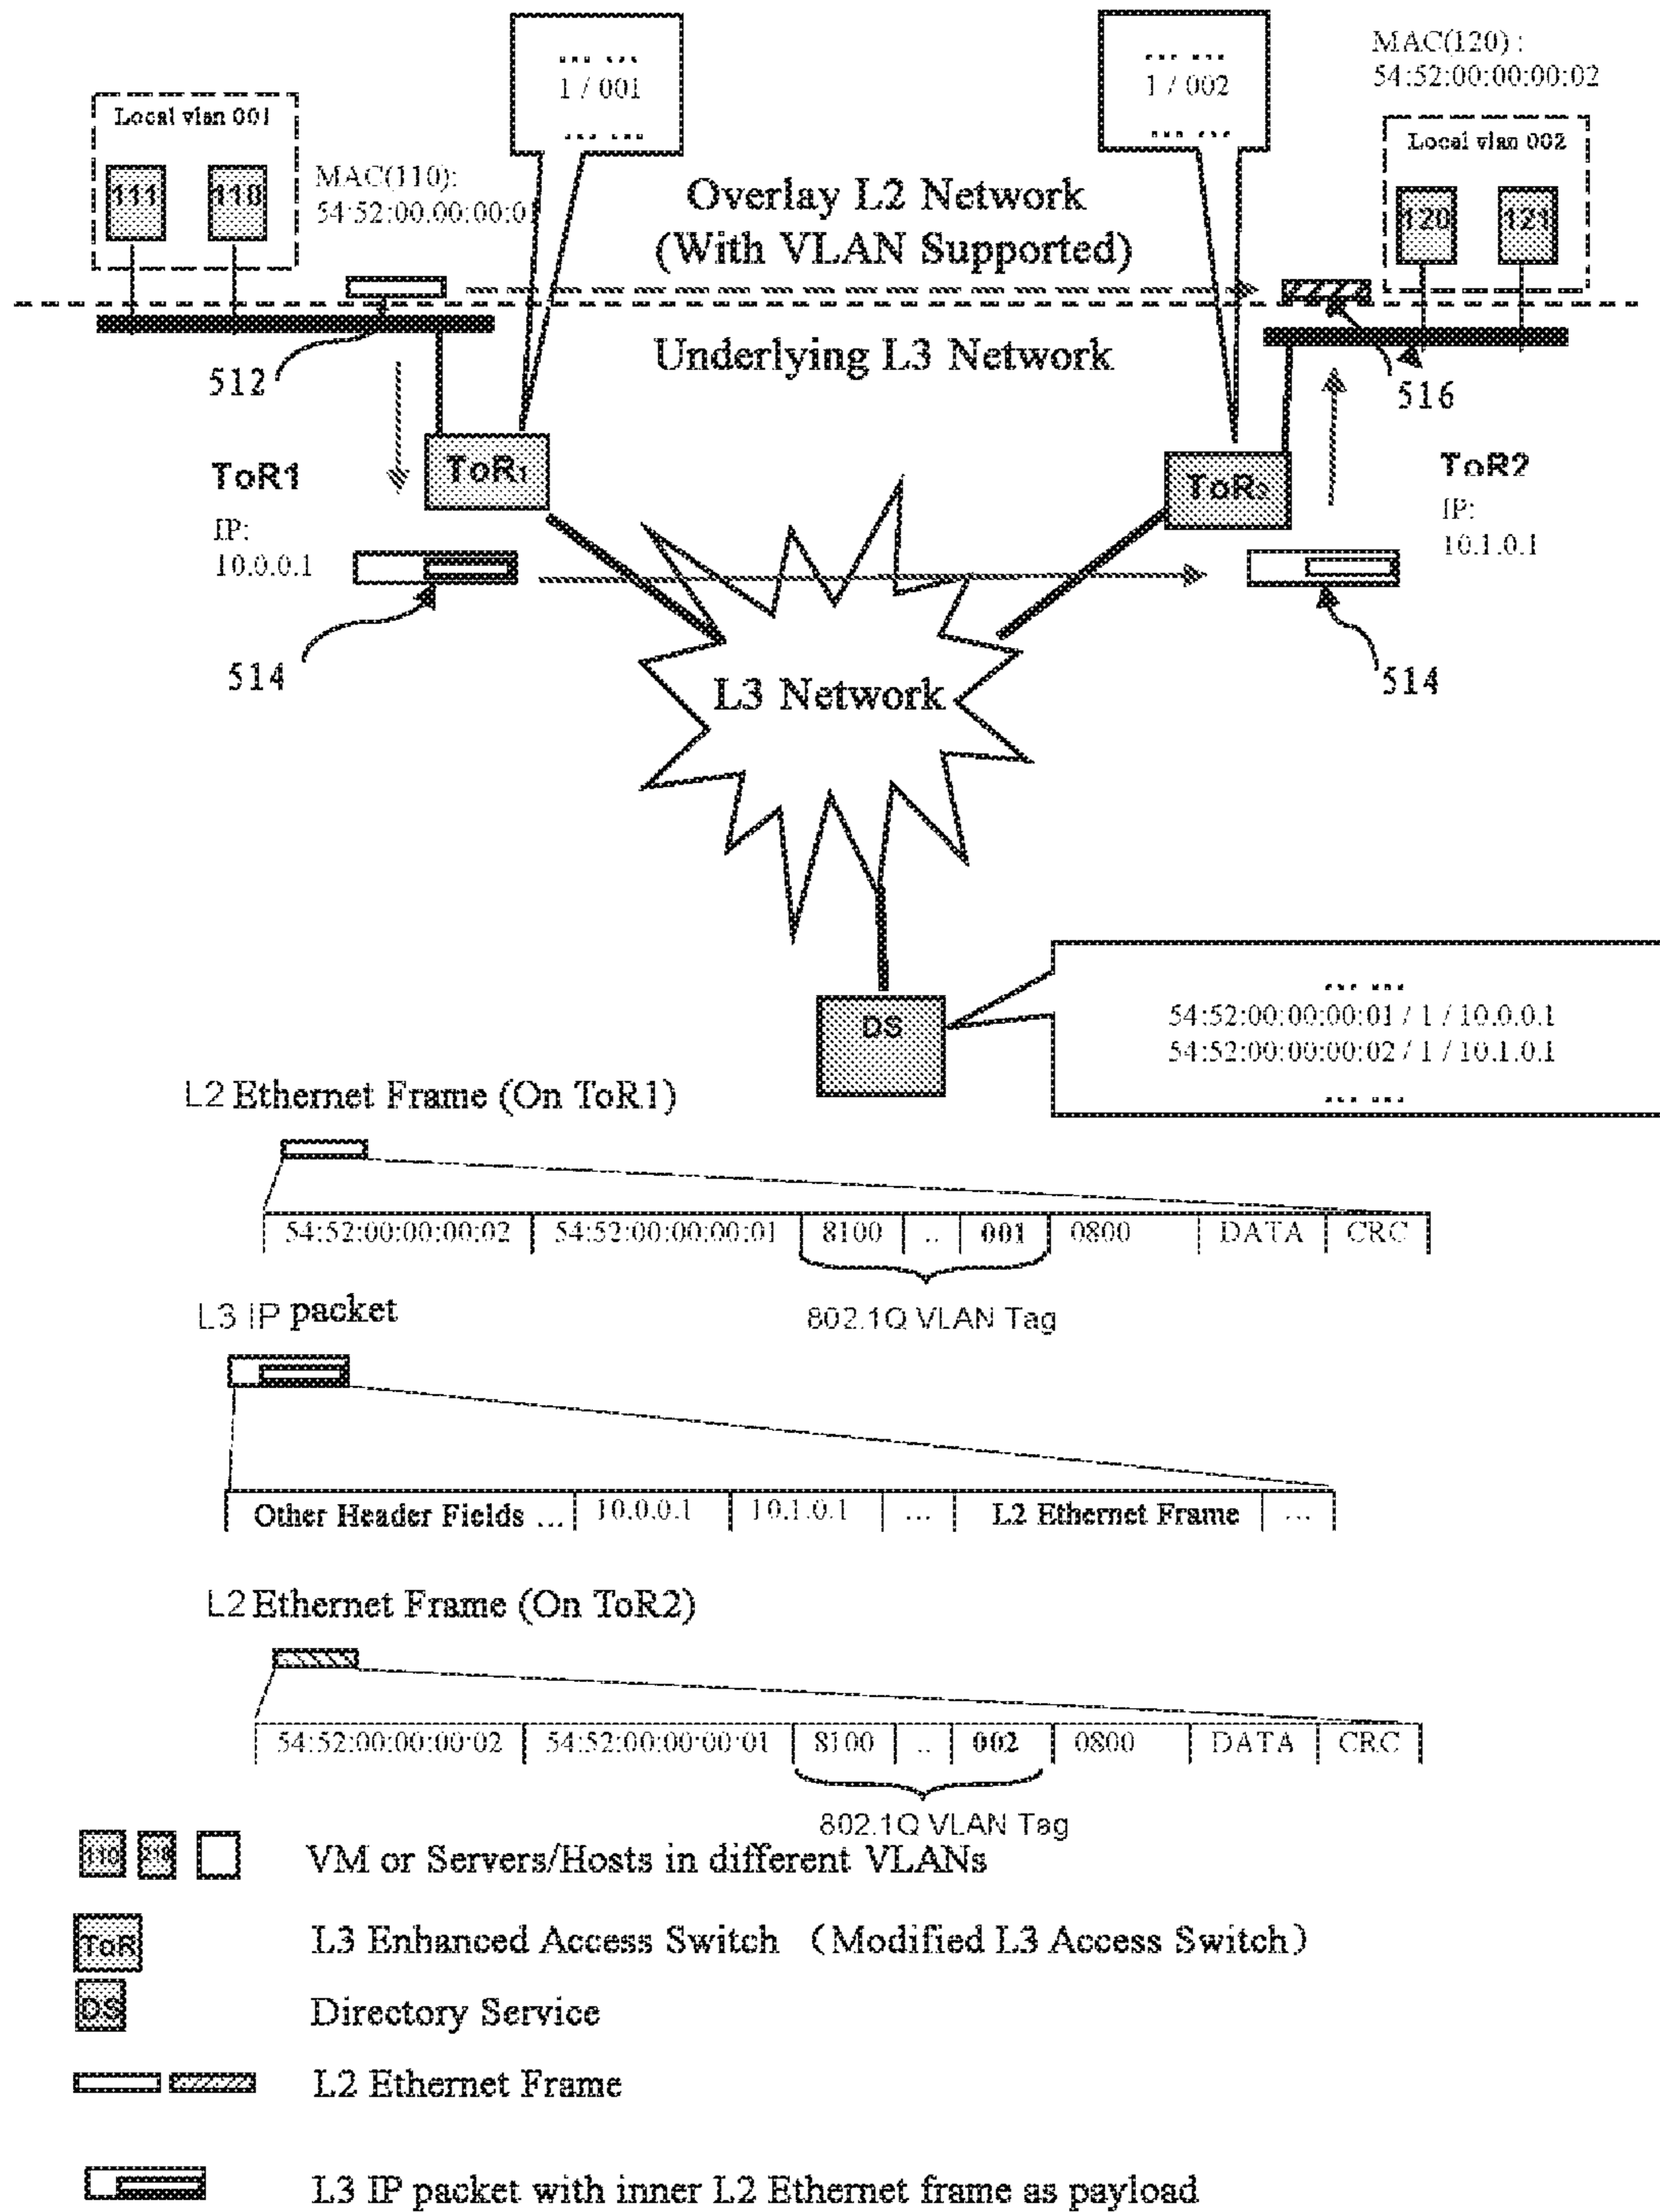 ... ...
1 / 001
... ...
... ...
1 / 002
... ...
MAC(120) :
54:52:00:00:00:02
Local vlan 001
111
110
MAC(110):
54:52:00:00:00:01
Local vlan 002
120
121
Overlay L2 Network
(With VLAN Supported)
Underlying L3 Network
512
516
ToR1
IP:
10.0.0.1
ToR1
ToR2
ToR2
IP:
10.1.0.1
514
514
L3 Network
DS
... ...
54:52:00:00:00:01 / 1 / 10.0.0.1
54:52:00:00:00:02 / 1 / 10.1.0.1
... ...
L2 Ethernet Frame (On ToR1)
54:52:00:00:00:02 54:52:00:00:00:01 8100 .. 001 0800 DATA CRC
802.1Q VLAN Tag
L3 IP packet
Other Header Fields ... 10.0.0.1 10.1.0.1 ... L2 Ethernet Frame ...
L2 Ethernet Frame (On ToR2)
54:52:00:00:00:02 54:52:00:00:00:01 8100 .. 002 0800 DATA CRC
802.1Q VLAN Tag
110 VM or Servers/Hosts in different VLANs
ToR L3 Enhanced Access Switch (Modified L3 Access Switch)
DS Directory Service
L2 Ethernet Frame
L3 IP packet with inner L2 Ethernet frame as payload